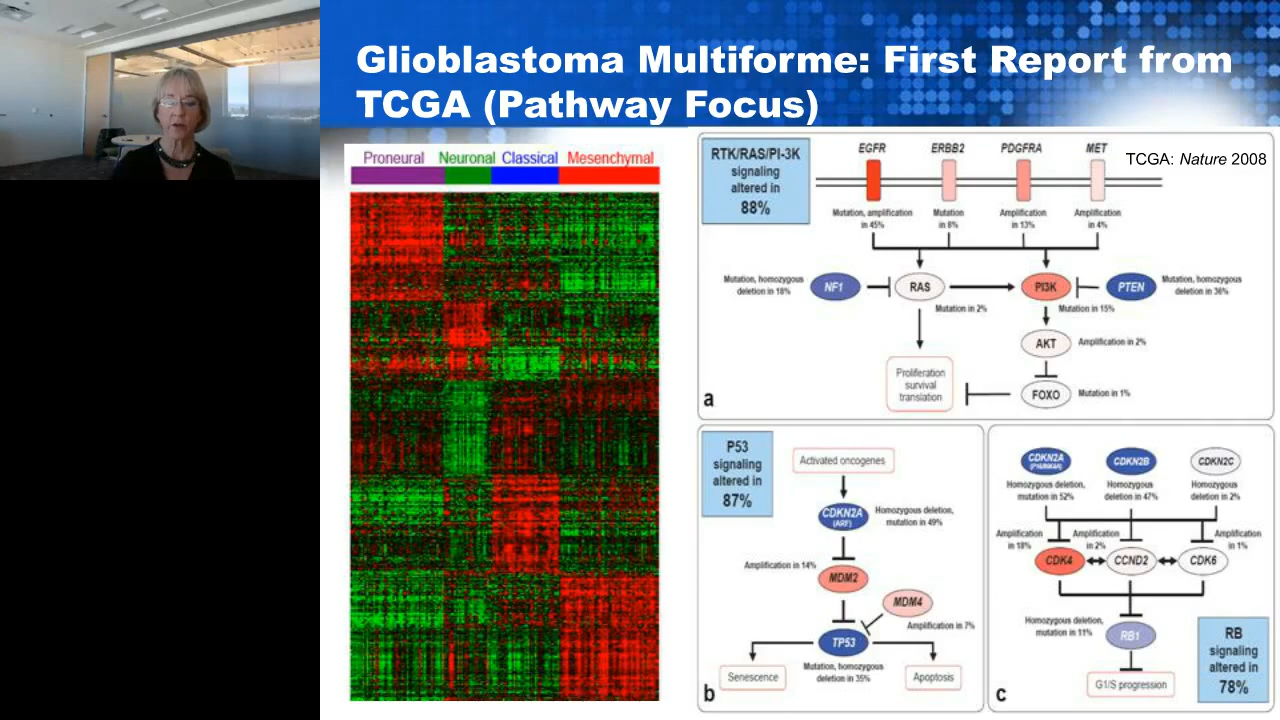 Glioblastoma Multiforme: First Report from
TCGA (Pathway Focus)
Proneural Neuronal Classical Mesenchymal
RTK/RAS/PI-3K
signaling
altered in
88%
EGFR
ERBB2
PDGFRA
MET
TCGA: Nature 2008
Mutation, amplification
in 45%
Mutation
in 8%
Amplification
in 13%
Amplification
in 4%
Mutation, homozygous
deletion in 18%
NF1
RAS
PI3K
PTEN
Mutation, homozygous
deletion in 36%
Mutation in 2%
Mutation in 15%
AKT
Amplification in 2%
Proliferation
survival
translation
FOXO
Mutation in 1%
a
P53
signaling
altered in
87%
Activated oncogenes
CDKN2A
(ARF)
Homozygous deletion,
mutation in 49%
Amplification in 14%
MDM2
MDM4
Amplification in 7%
TP53
Senescence
Mutation, homozygous
deletion in 35%
Apoptosis
b
CDKN2A
(P16/INK4A)
CDKN2B
CDKN2C
Homozygous deletion,
mutation in 52%
Homozygous
deletion in 47%
Homozygous
deletion in 2%
Amplification
in 18%
Amplification
in 2%
Amplification
in 1%
CDK4
CCND2
CDK6
Homozygous deletion,
mutation in 11%
RB1
RB
signaling
altered in
78%
G1/S progression
c